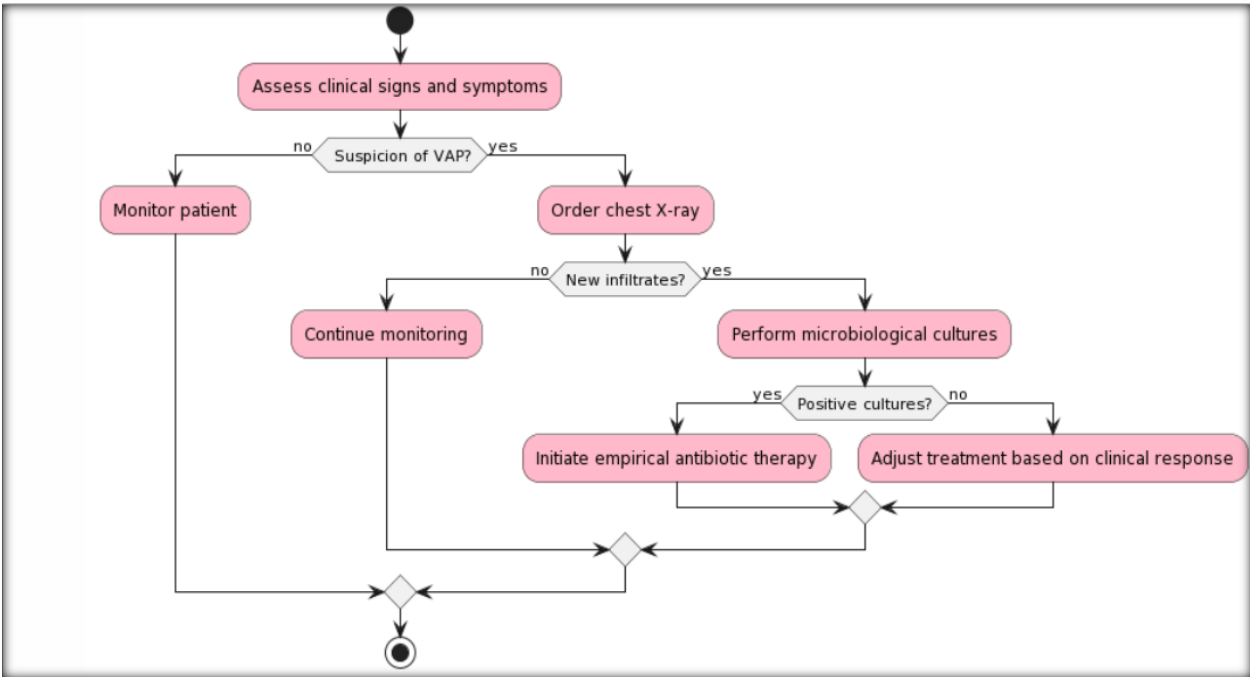 Assess clinical signs and symptoms
no
Suspicion of VAP?
yes
Monitor patient
Order chest X-ray
no
New infiltrates?
yes
Continue monitoring
Perform microbiological cultures
yes
Positive cultures?
no
Initiate empirical antibiotic therapy
Adjust treatment based on clinical response